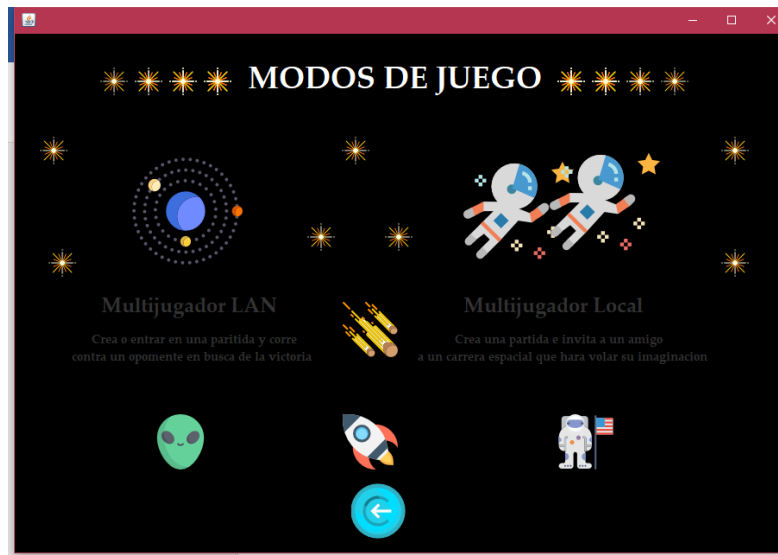 MODOS DE JUEGO
Multijugador LAN
Crea o entrar en una paritida y corre
contra un opomente en busca de la victoria
Multijugador Local
Crea una partida e invita a un amigo
a un carrera espacial que hara volar su imaginacion